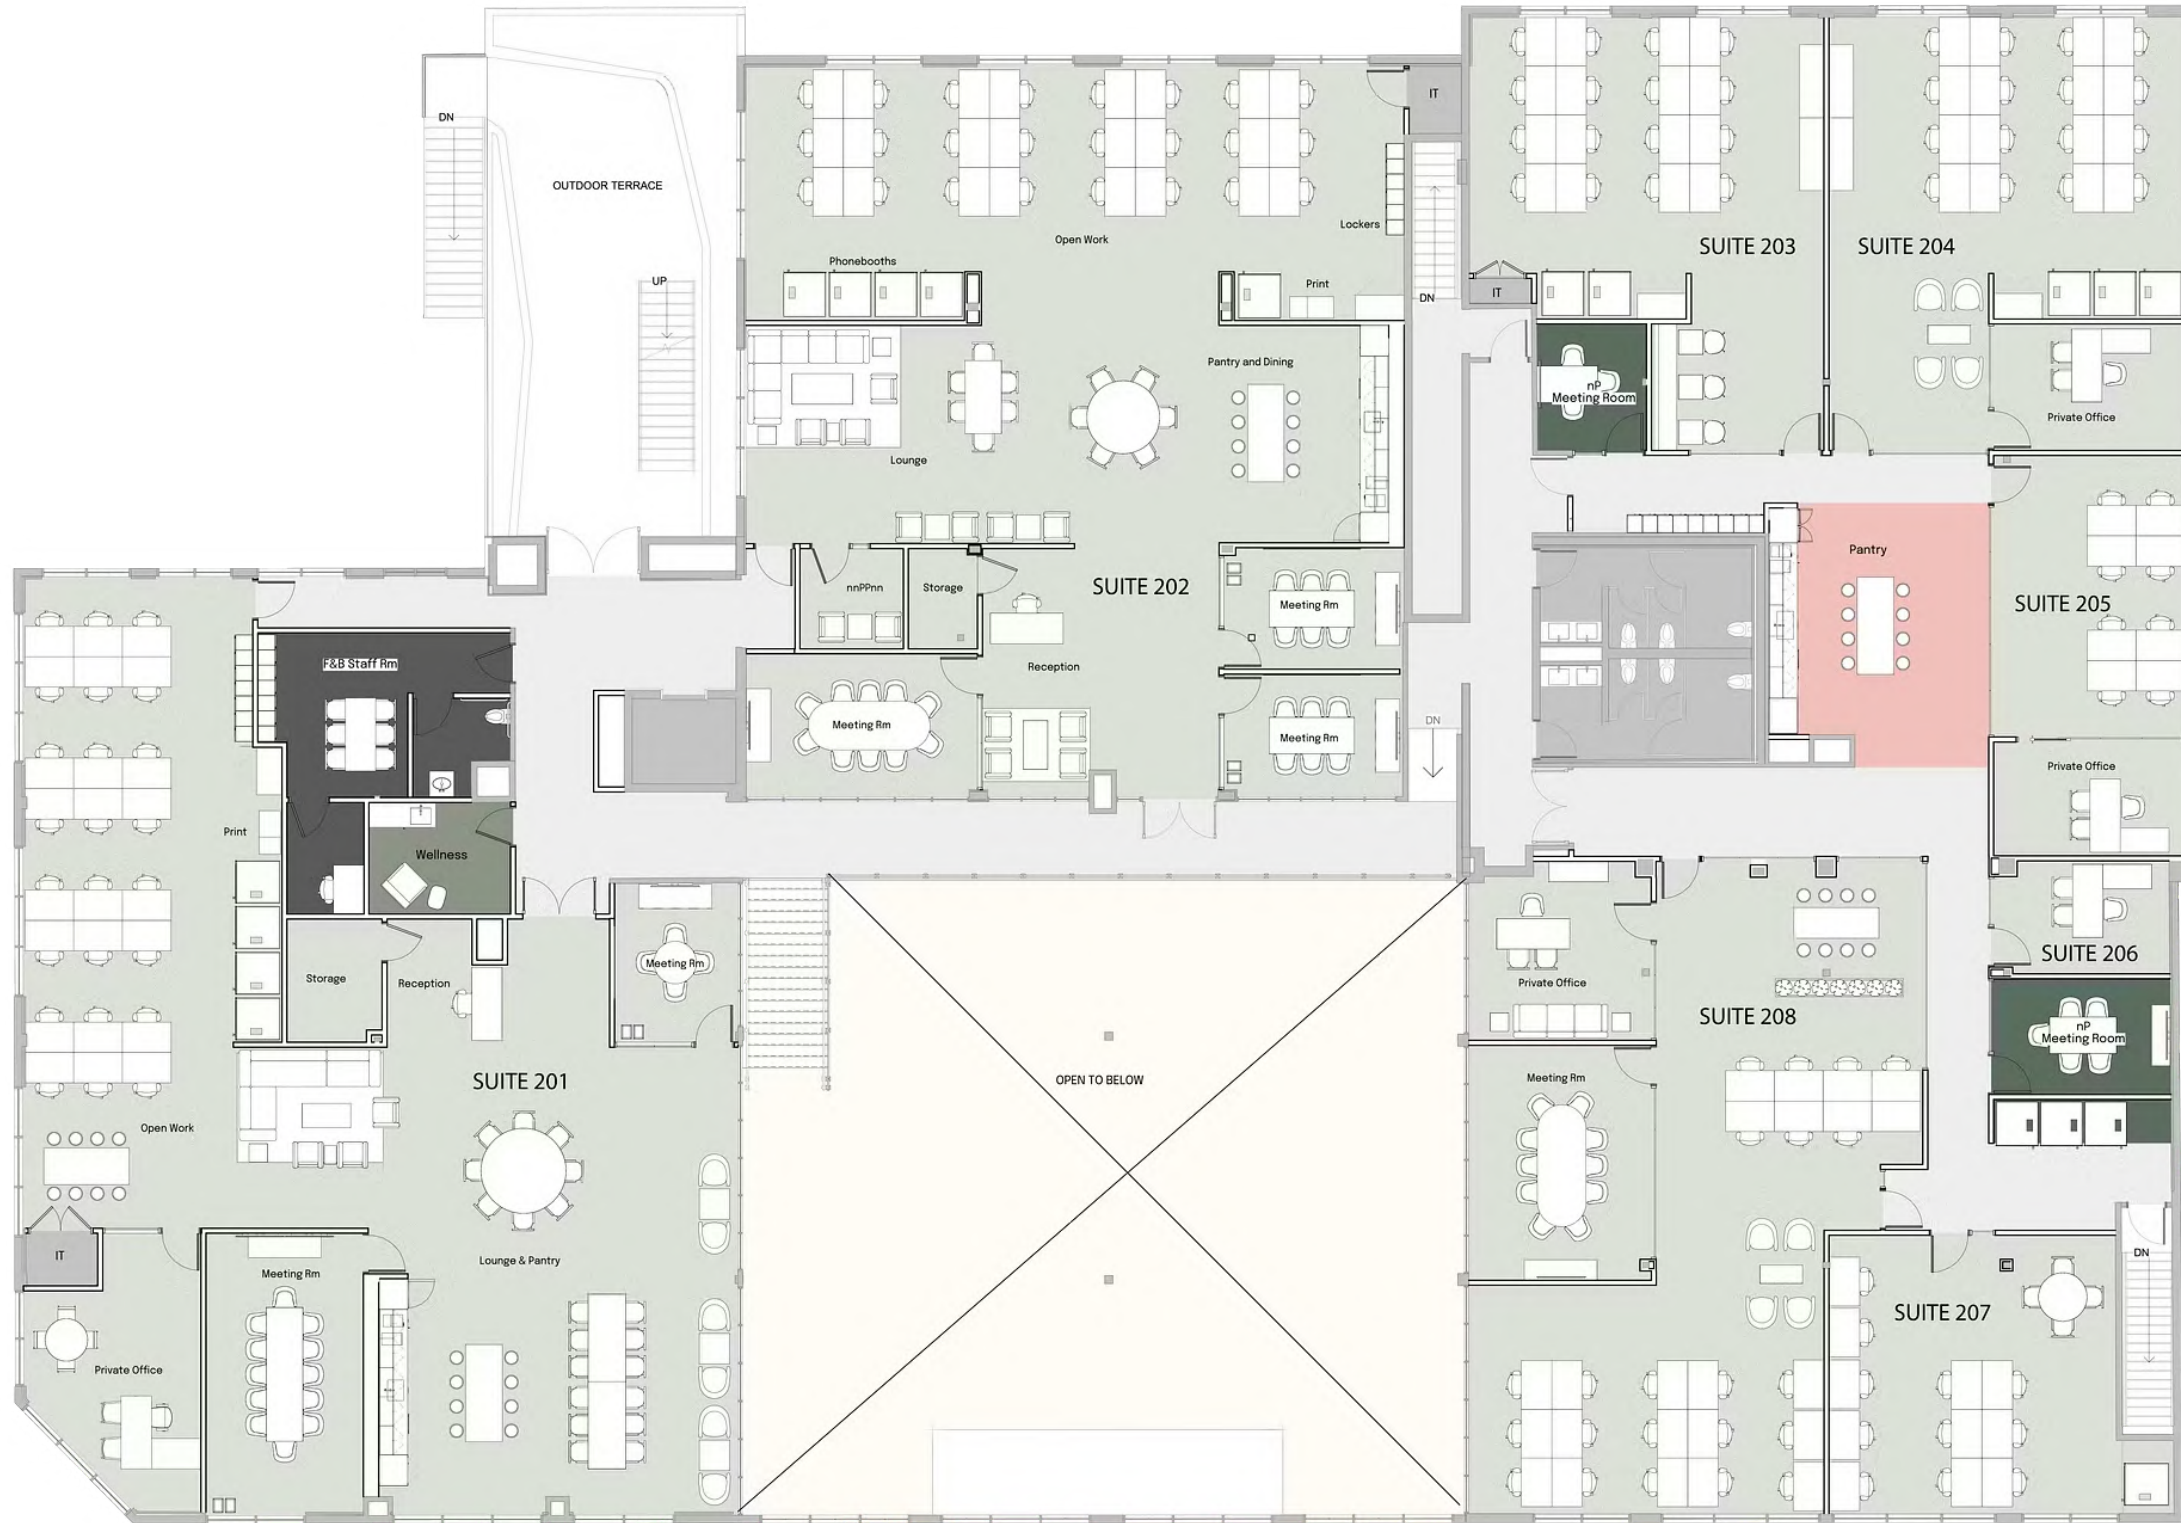 DN
OUTDOOR TERRACE
UP
Open Work
Phonebooths
Lockers
Print
IT
DN
Lounge
Pantry and Dining
nnPPnn
Storage
SUITE 202
Reception
Meeting Rm
Meeting Rm
Meeting Rm
DN
IT
SUITE 203
SUITE 204
nP
Meeting Room
Private Office
Pantry
SUITE 205
Private Office
SUITE 206
nP
Meeting Room
Private Office
SUITE 208
Meeting Rm
SUITE 207
DN
F&B Staff Rm
Print
Wellness
Storage
Reception
Meeting Rm
SUITE 201
Open Work
IT
Lounge & Pantry
Meeting Rm
Private Office
OPEN TO BELOW